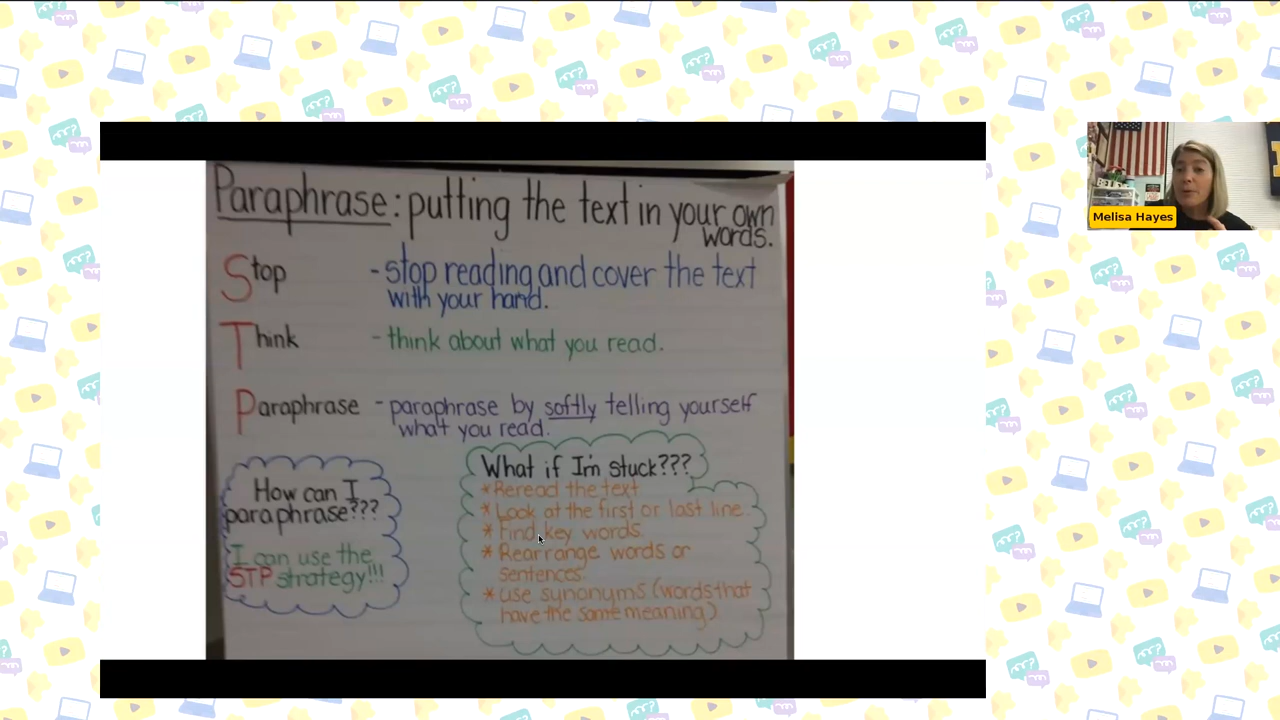 Paraphrase: putting the text in your own
words.
Stop - stop reading and cover the text
with your hand.
Think - think about what you read.
Paraphrase - paraphrase by softly telling yourself
what you read.
How can I
paraphrase???
I can use the
STP strategy!!!
What if I'm stuck???
*Reread the text
*Look at the first or last line.
*Find key words.
*Rearrange words or
sentences.
*use synonyms (words that
have the same meaning)
Melisa Hayes